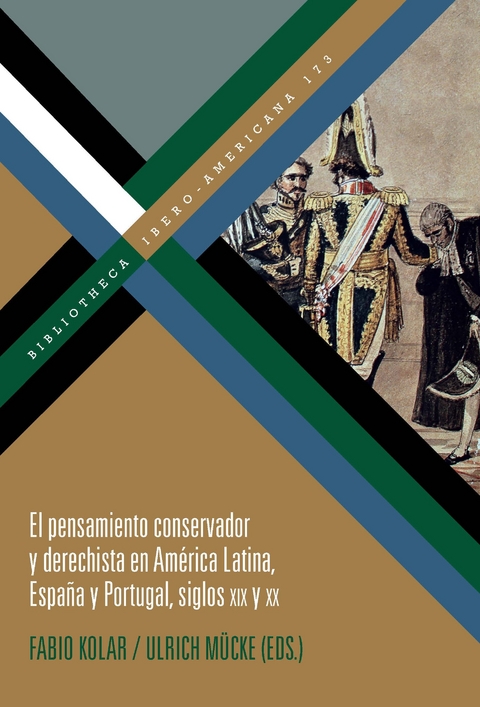 BIBLIOTHECA IBERO-AMERICANA 173
El pensamiento conservador
y derechista en América Latina,
España y Portugal, siglos XIX y XX
FABIO KOLAR / ULRICH MÜCKE (EDS.)